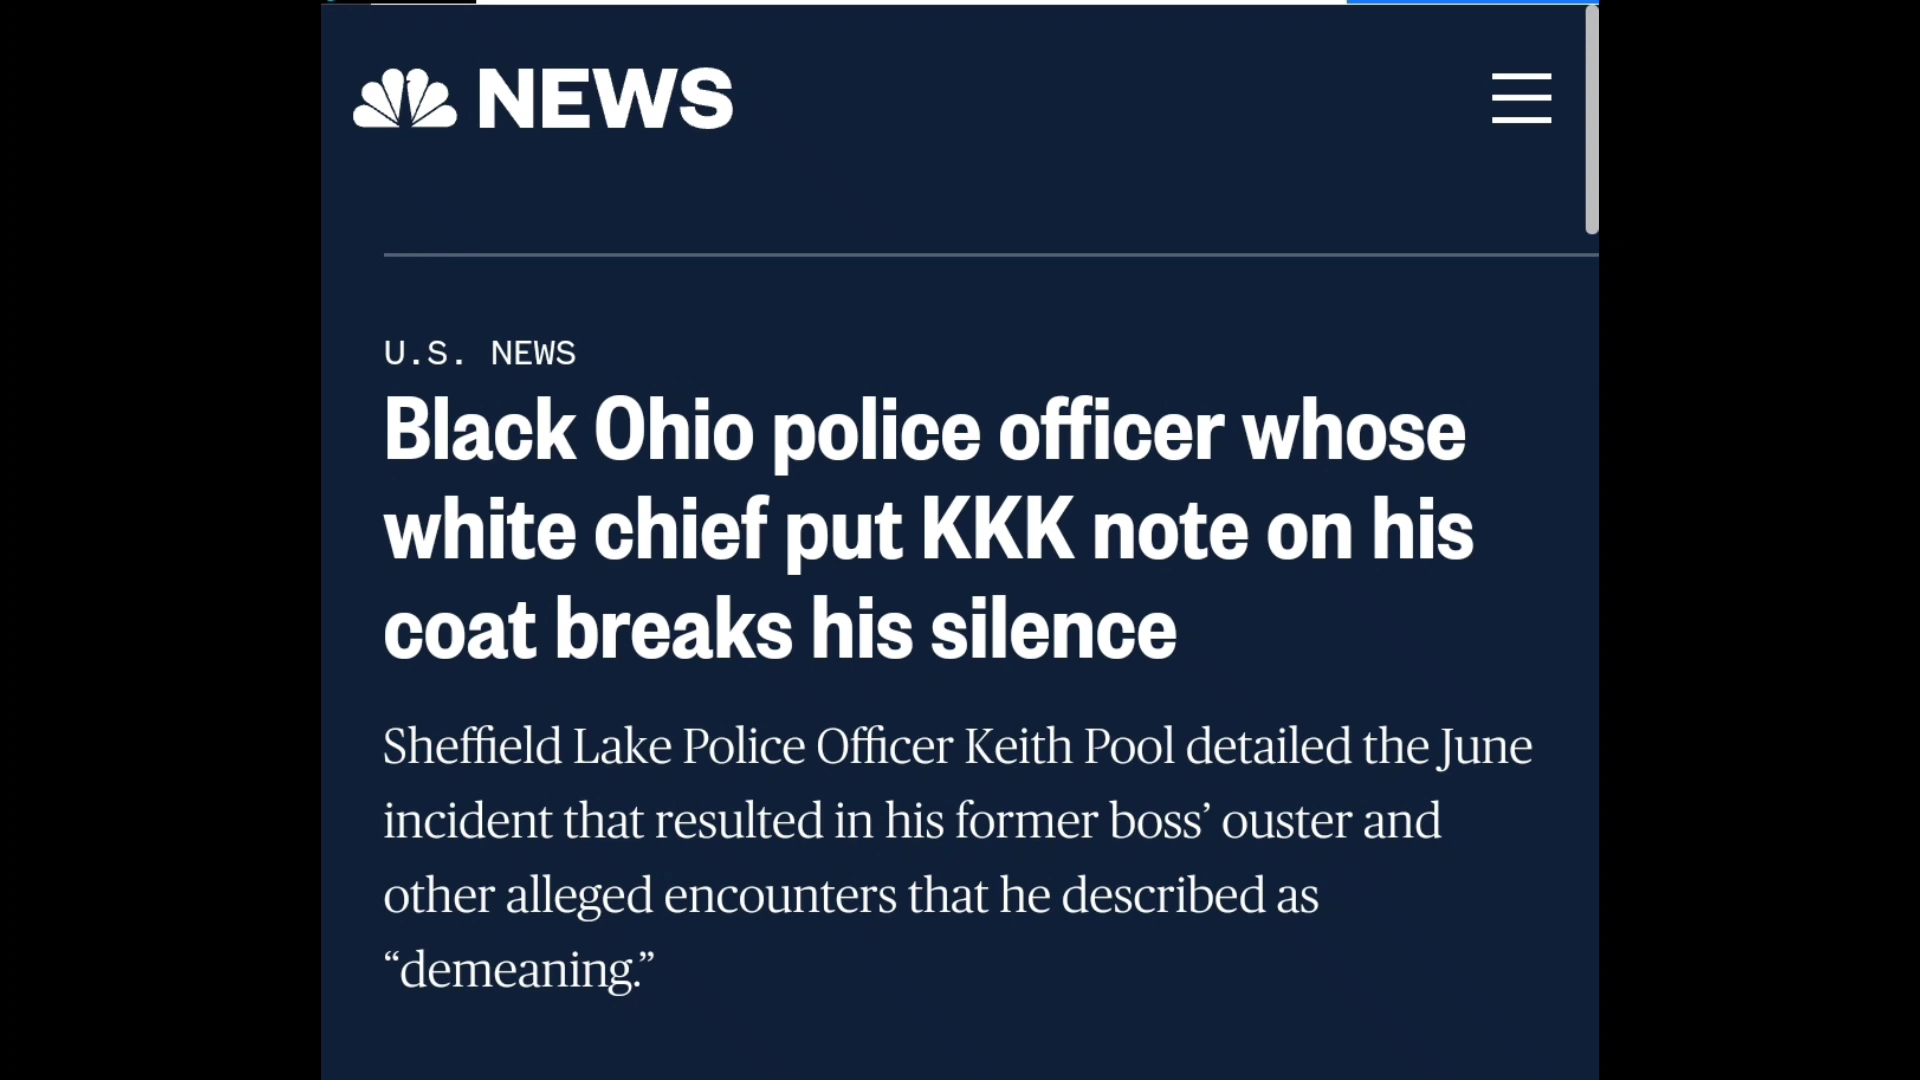 NEWS
U.S. NEWS
Black Ohio police officer whose
white chief put KKK note on his
coat breaks his silence
Sheffield Lake Police Officer Keith Pool detailed the June
incident that resulted in his former boss’ ouster and
other alleged encounters that he described as
“demeaning.”